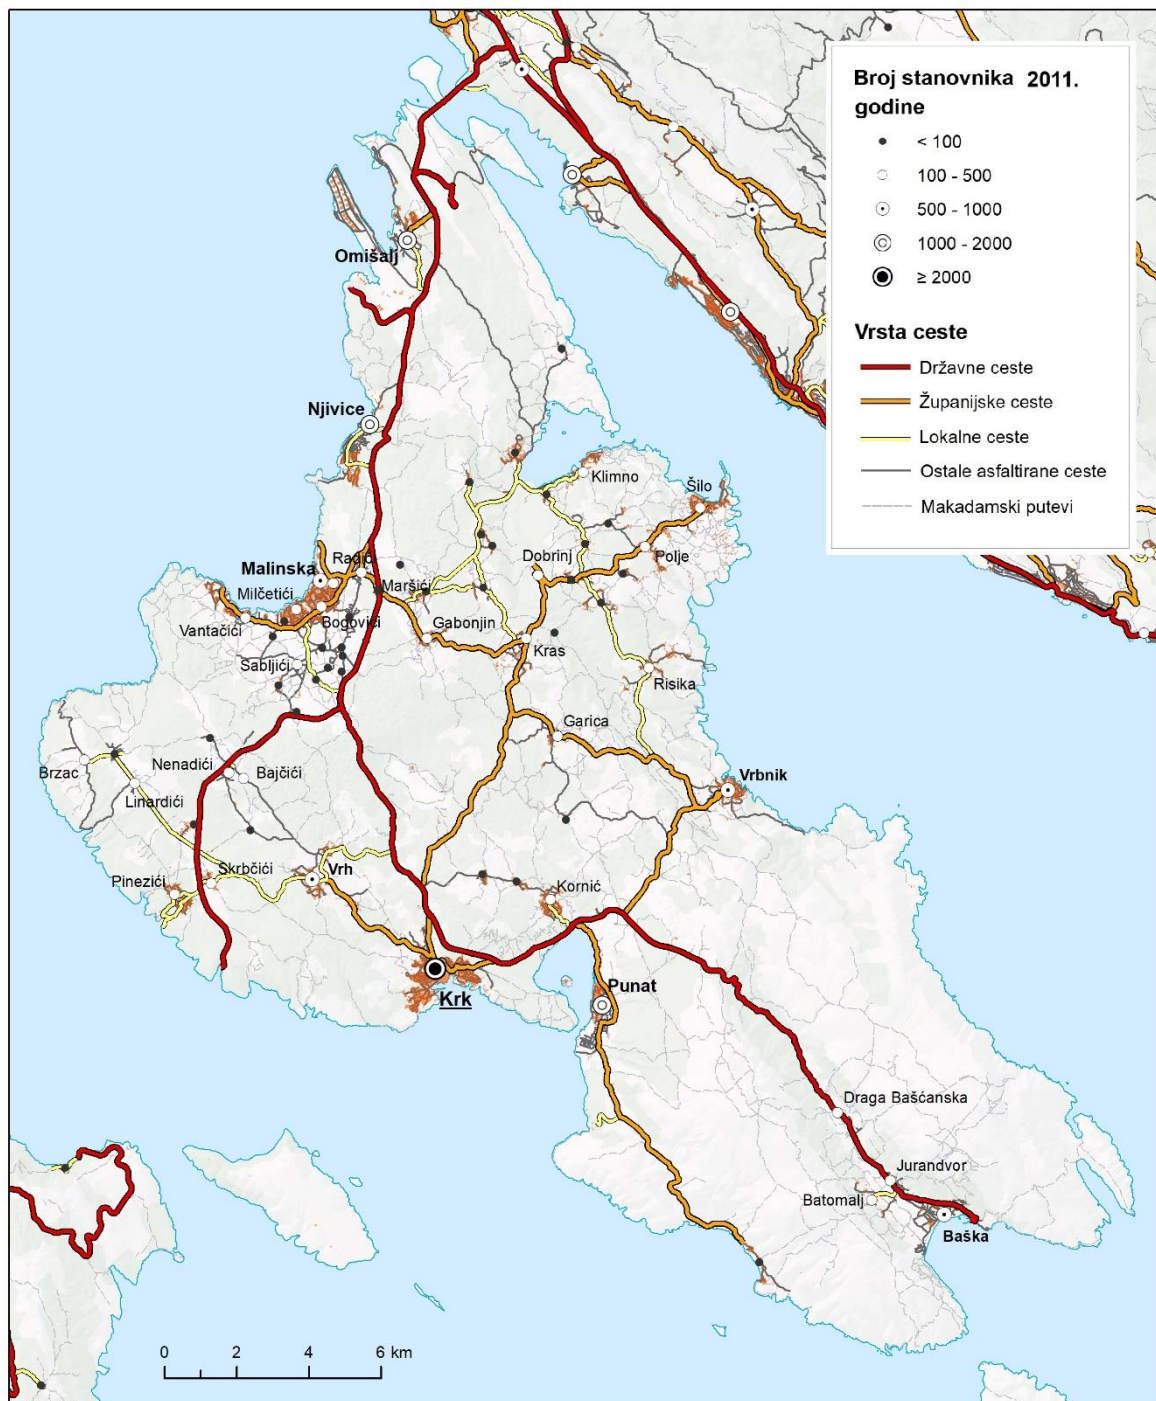 Broj stanovnika 2011.
godine
< 100
100 - 500
500 - 1000
1000 - 2000
≥ 2000
Vrsta ceste
Državne ceste
Županijske ceste
Lokalne ceste
Ostale asfaltirane ceste
Makadamski putevi
Omišalj
Njivice
Klimno
Šilo
Dobrinj
Polje
Radići
Malinska
Maršići
Milčetići
Vantačići
Bogovići
Gabonjin
Kras
Sabljići
Risika
Garica
Nenadići
Bajčići
Brzac
Linardići
Vrbnik
Skrbčići
Vrh
Pinezići
Kornić
Krk
Punat
Draga Bašćanska
Jurandvor
Batomalj
Baška
0 2 4 6 km